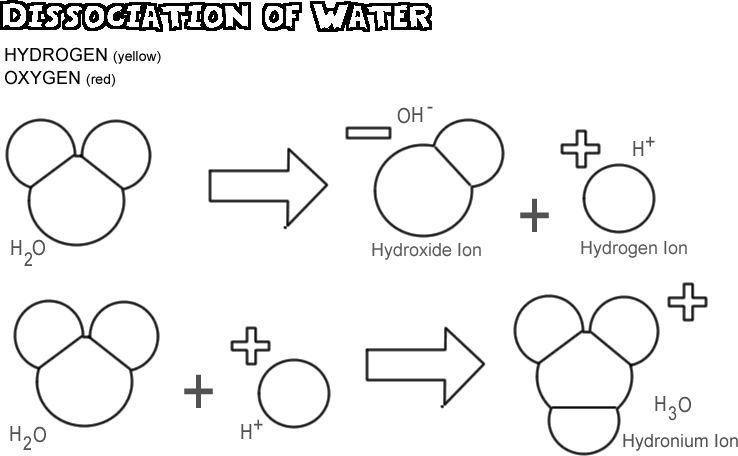 DISSOCIATION OF WATER
HYDROGEN (yellow)
OXYGEN (red)
OH⁻
H⁺
+
H₂O
Hydroxide Ion
Hydrogen Ion
+
H₂O
H⁺
H₃O
Hydronium Ion